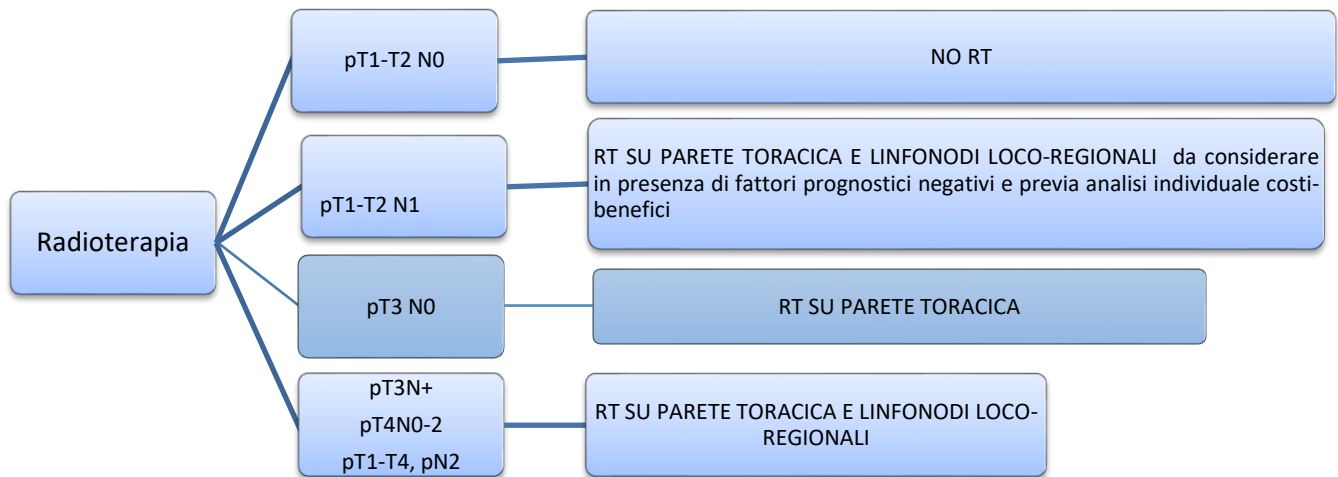 pT1-T2 N0
NO RT
pT1-T2 N1
RT SU PARETE TORACICA E LINFONODI LOCO-REGIONALI da considerare
in presenza di fattori prognostici negativi e previa analisi individuale costi-
benefici
Radioterapia
pT3 N0
RT SU PARETE TORACICA
pT3N+
pT4N0-2
pT1-T4, pN2
RT SU PARETE TORACICA E LINFONODI LOCO-
REGIONALI